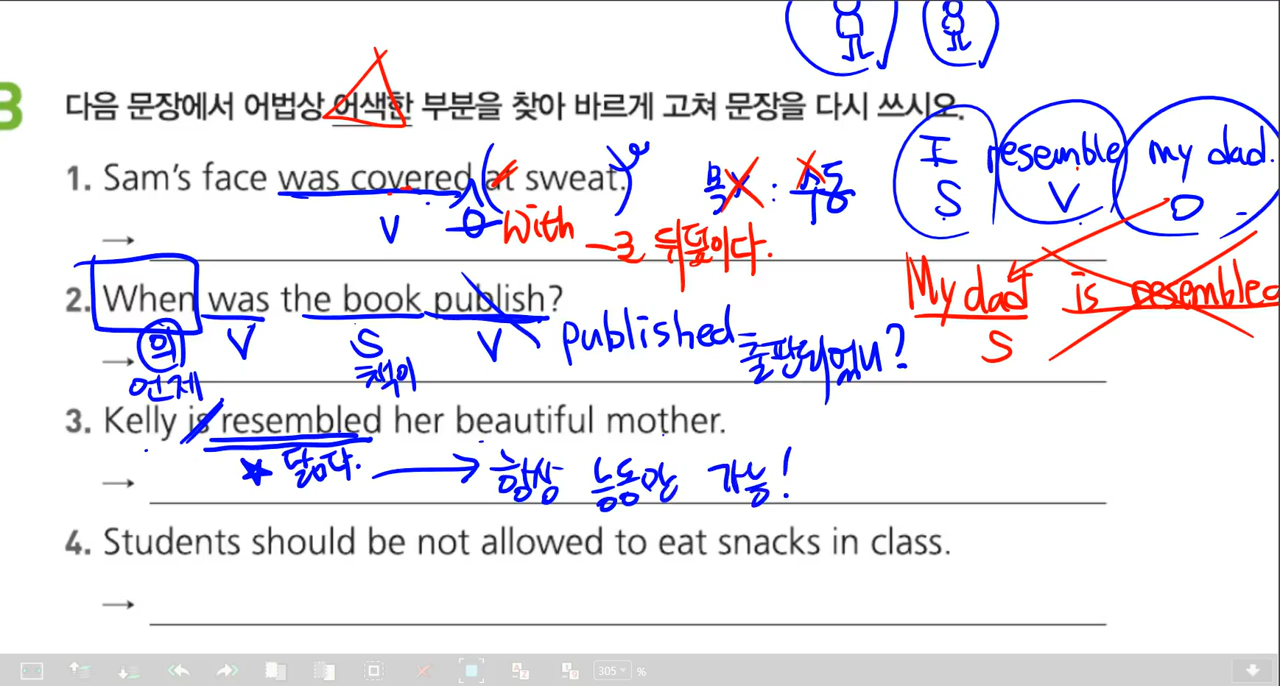 B 다음 문장에서 어법상 어색한 부분을 찾아 바르게 고쳐 문장을 다시 쓰시오.
I resemble my dad.
S V O
1. Sam's face was covered at sweat.
V O with
목X : 수동
~로 뒤덮이다.
→
My dad is resembled
S
2. When was the book publish?
의 V S V published 출판되었니?
언제 책이
→
3. Kelly is resembled her beautiful mother.
★ 닮다. → 항상 능동만 가능!
→
4. Students should be not allowed to eat snacks in class.
→
305 %